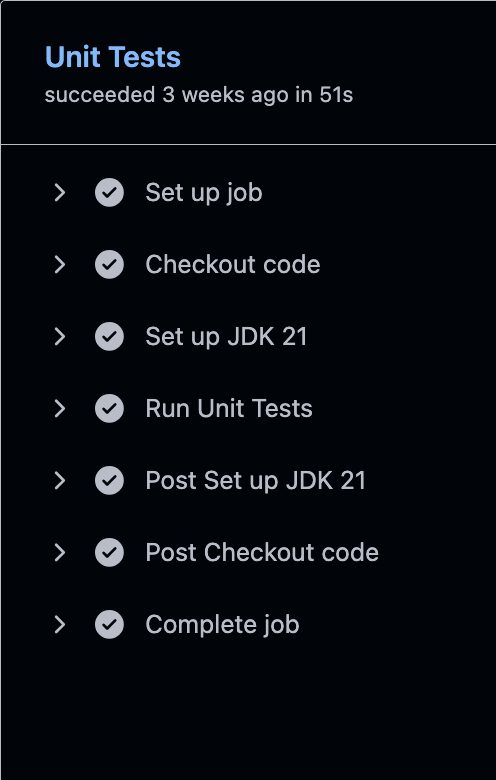 Unit Tests
succeeded 3 weeks ago in 51s
Set up job
Checkout code
Set up JDK 21
Run Unit Tests
Post Set up JDK 21
Post Checkout code
Complete job